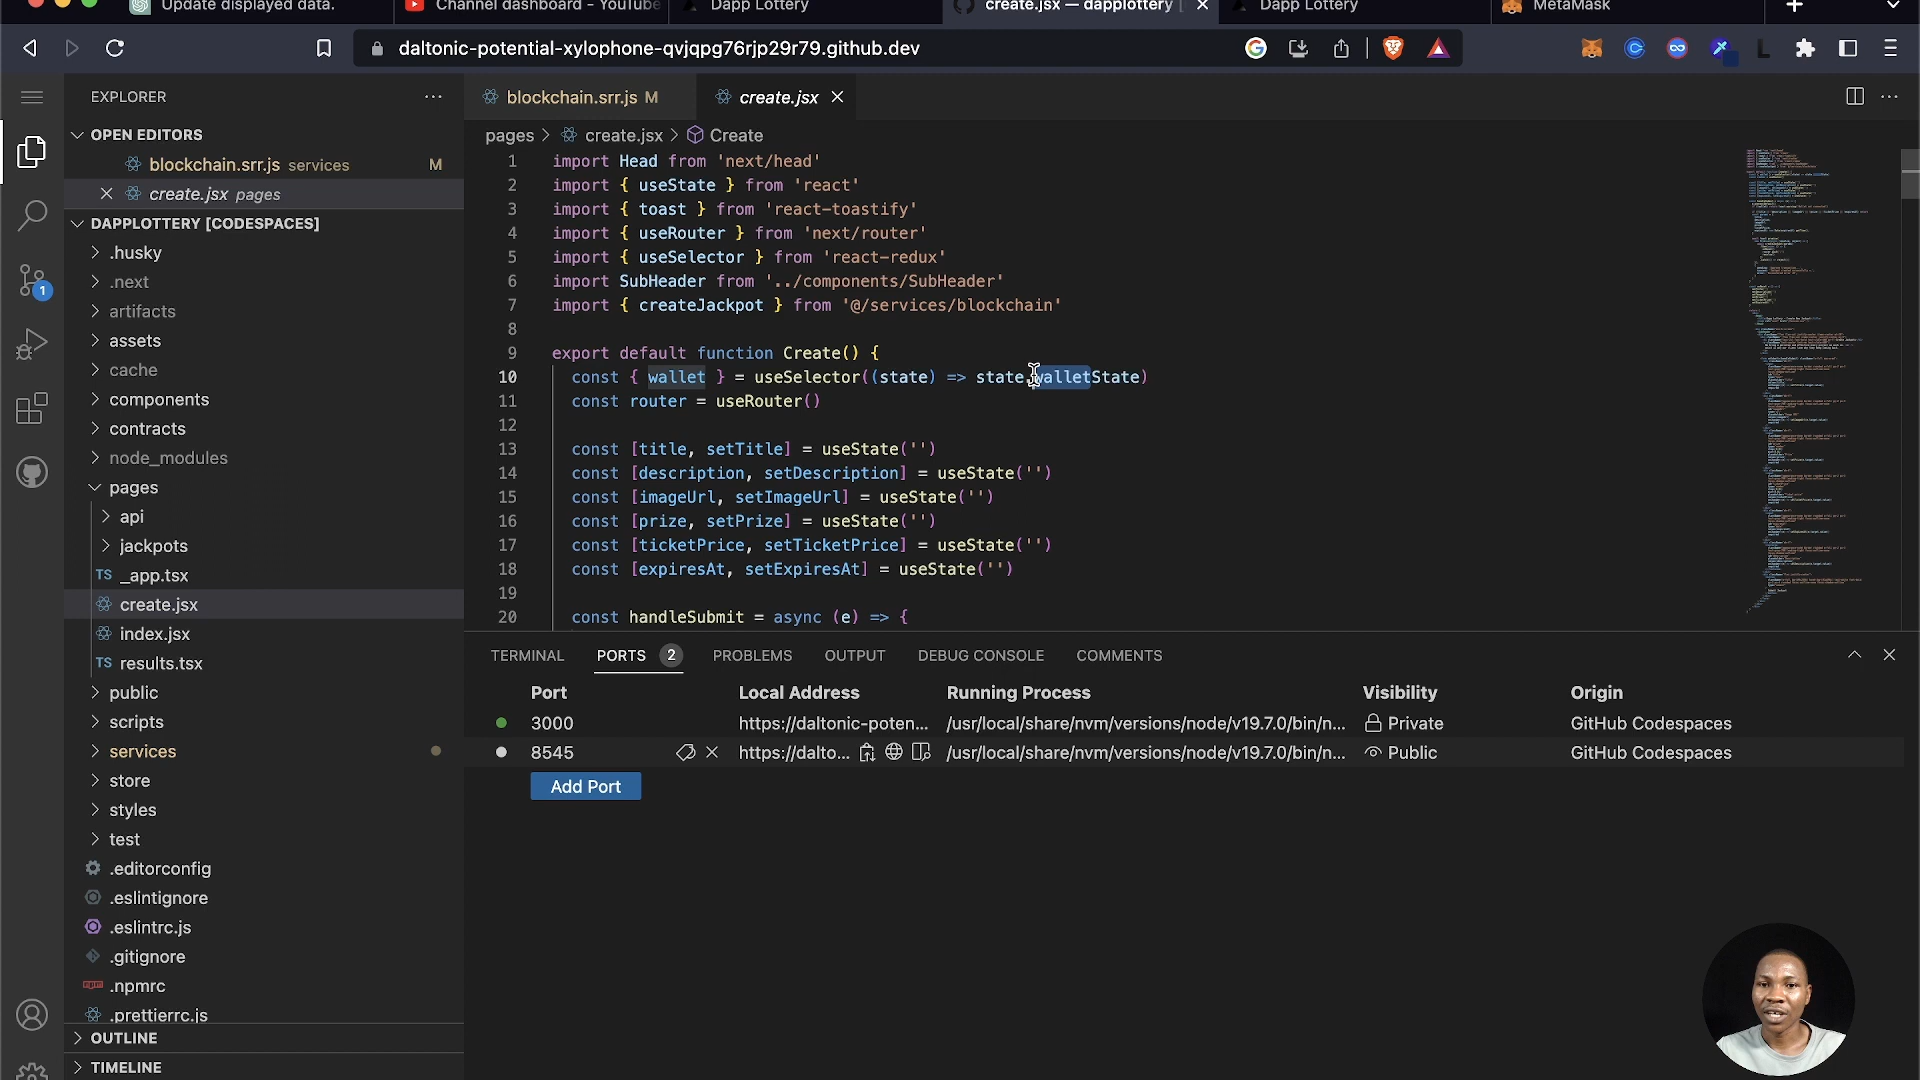 Update displayed data.
Channel dashboard - YouTube
Dapp Lottery
create.jsx — dapplottery [
Dapp Lottery
MetaMask
daltonic-potential-xylophone-qvjqpg76rjp29r79.github.dev
EXPLORER
OPEN EDITORS
blockchain.srr.js services M
create.jsx pages
DAPPLOTTERY [CODESPACES]
.husky
.next
artifacts
assets
cache
components
contracts
node_modules
pages
api
jackpots
TS _app.tsx
create.jsx
index.jsx
TS results.tsx
public
scripts
services
store
styles
test
.editorconfig
.eslintignore
.eslintrc.js
.gitignore
.npmrc
.prettierrc.js
OUTLINE
TIMELINE
1
blockchain.srr.js M
create.jsx
pages > create.jsx > Create
1 import Head from 'next/head'
2 import { useState } from 'react'
3 import { toast } from 'react-toastify'
4 import { useRouter } from 'next/router'
5 import { useSelector } from 'react-redux'
6 import SubHeader from '../components/SubHeader'
7 import { createJackpot } from '@/services/blockchain'
8
9 export default function Create() {
10 const { wallet } = useSelector((state) => state.walletState)
11 const router = useRouter()
12
13 const [title, setTitle] = useState('')
14 const [description, setDescription] = useState('')
15 const [imageUrl, setImageUrl] = useState('')
16 const [prize, setPrize] = useState('')
17 const [ticketPrice, setTicketPrice] = useState('')
18 const [expiresAt, setExpiresAt] = useState('')
19
20 const handleSubmit = async (e) => {
TERMINAL PORTS 2 PROBLEMS OUTPUT DEBUG CONSOLE COMMENTS
Port Local Address Running Process Visibility Origin
3000 https://daltonic-poten... /usr/local/share/nvm/versions/node/v19.7.0/bin/n... Private GitHub Codespaces
8545 https://dalto... /usr/local/share/nvm/versions/node/v19.7.0/bin/n... Public GitHub Codespaces
Add Port